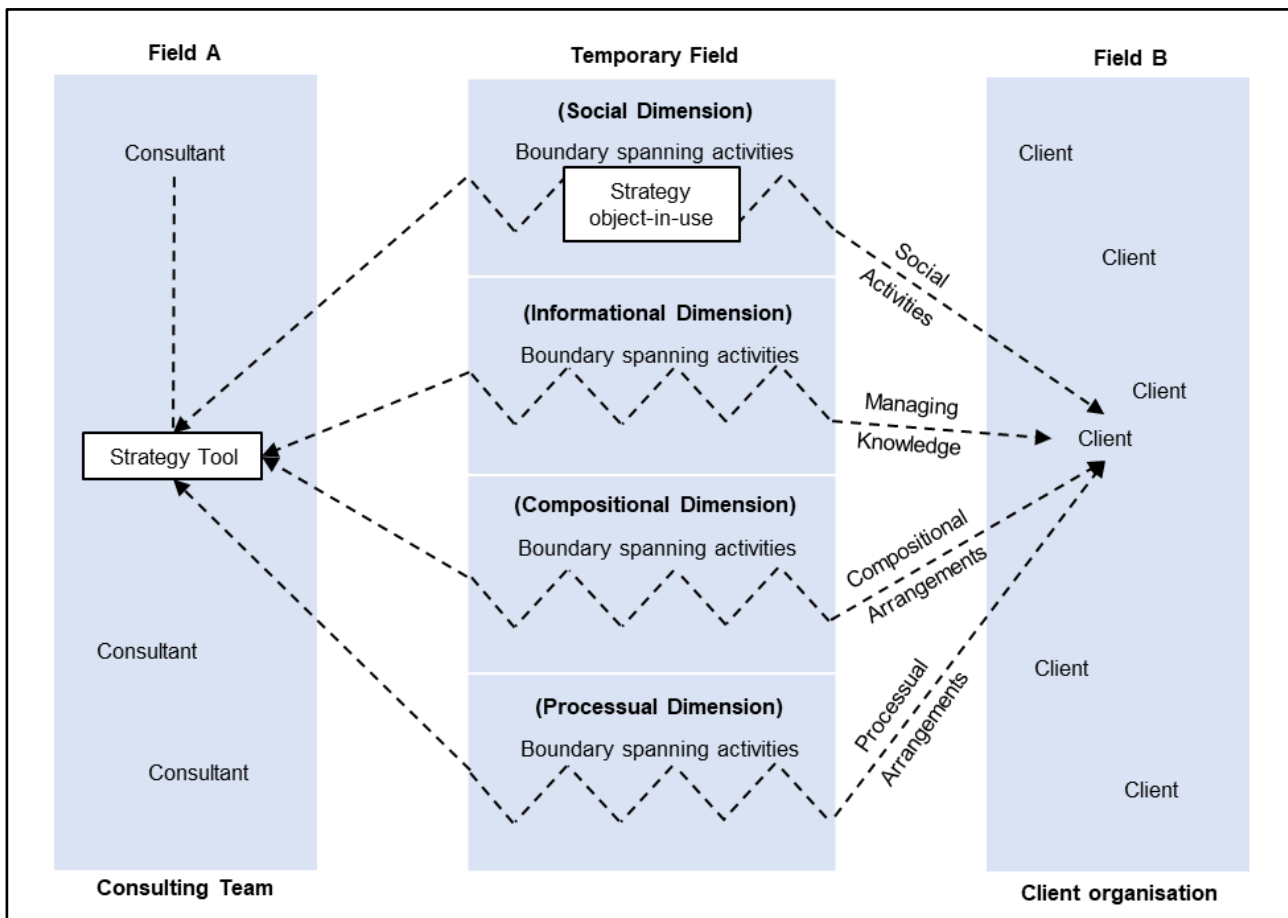 Field A
Temporary Field
Field B
(Social Dimension)
Consultant
Boundary spanning activities
Client
Strategy
object-in-use
Social
Activities
Client
(Informational Dimension)
Boundary spanning activities
Client
Managing
Knowledge
Client
Strategy Tool
(Compositional Dimension)
Boundary spanning activities
Compositional
Arrangements
Consultant
Client
(Processual Dimension)
Boundary spanning activities
Processual
Arrangements
Consultant
Client
Consulting Team
Client organisation